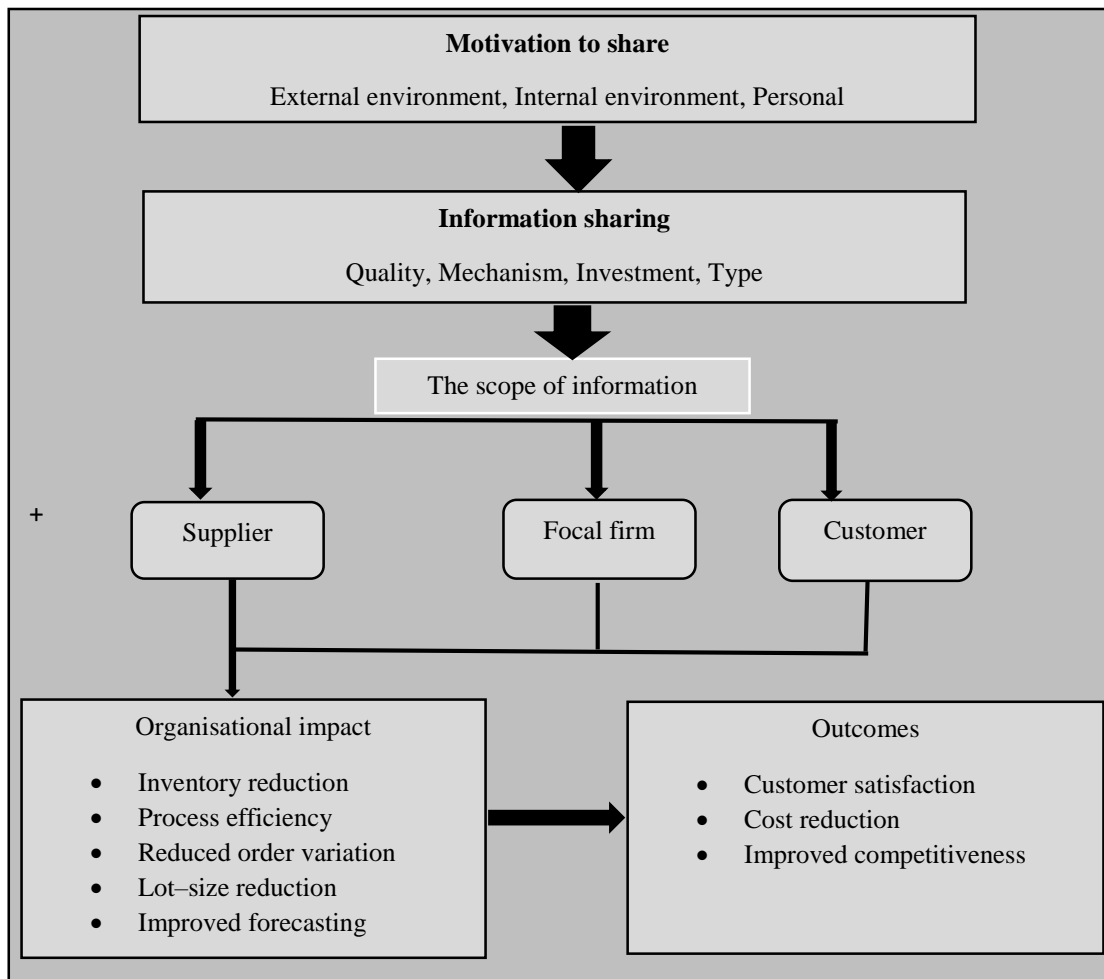 Motivation to share
External environment, Internal environment, Personal
Information sharing
Quality, Mechanism, Investment, Type
The scope of information
+
Supplier
Focal firm
Customer
Organisational impact
• Inventory reduction
• Process efficiency
• Reduced order variation
• Lot–size reduction
• Improved forecasting
Outcomes
• Customer satisfaction
• Cost reduction
• Improved competitiveness